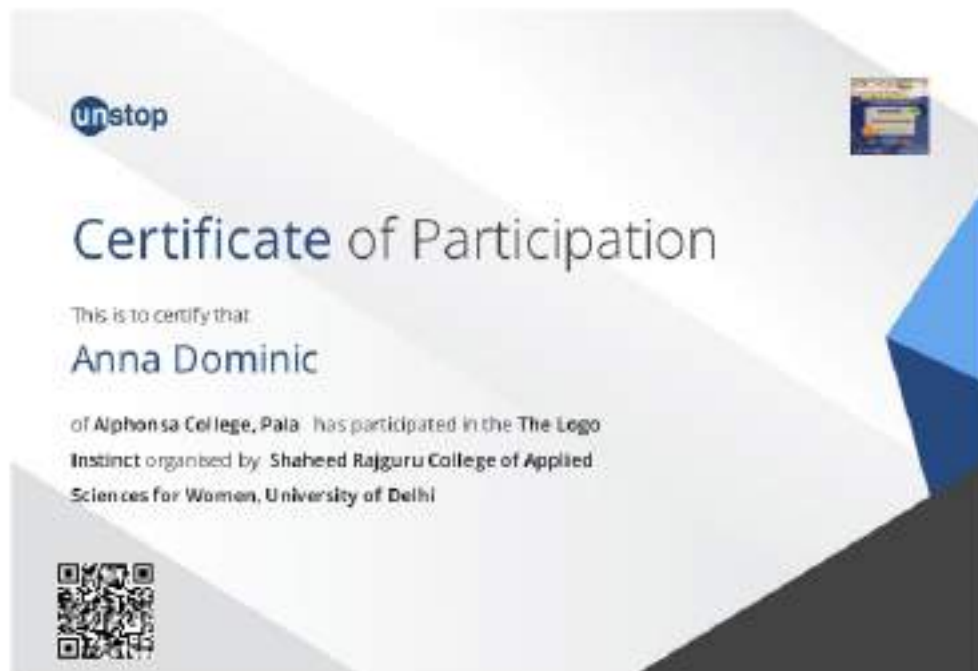 unstop
Certificate of Participation
This is to certify that
Anna Dominic
of Alphonsa College, Pala has participated in the The Logo
Instinct organised by Shaheed Rajguru College of Applied
Sciences for Women, University of Delhi